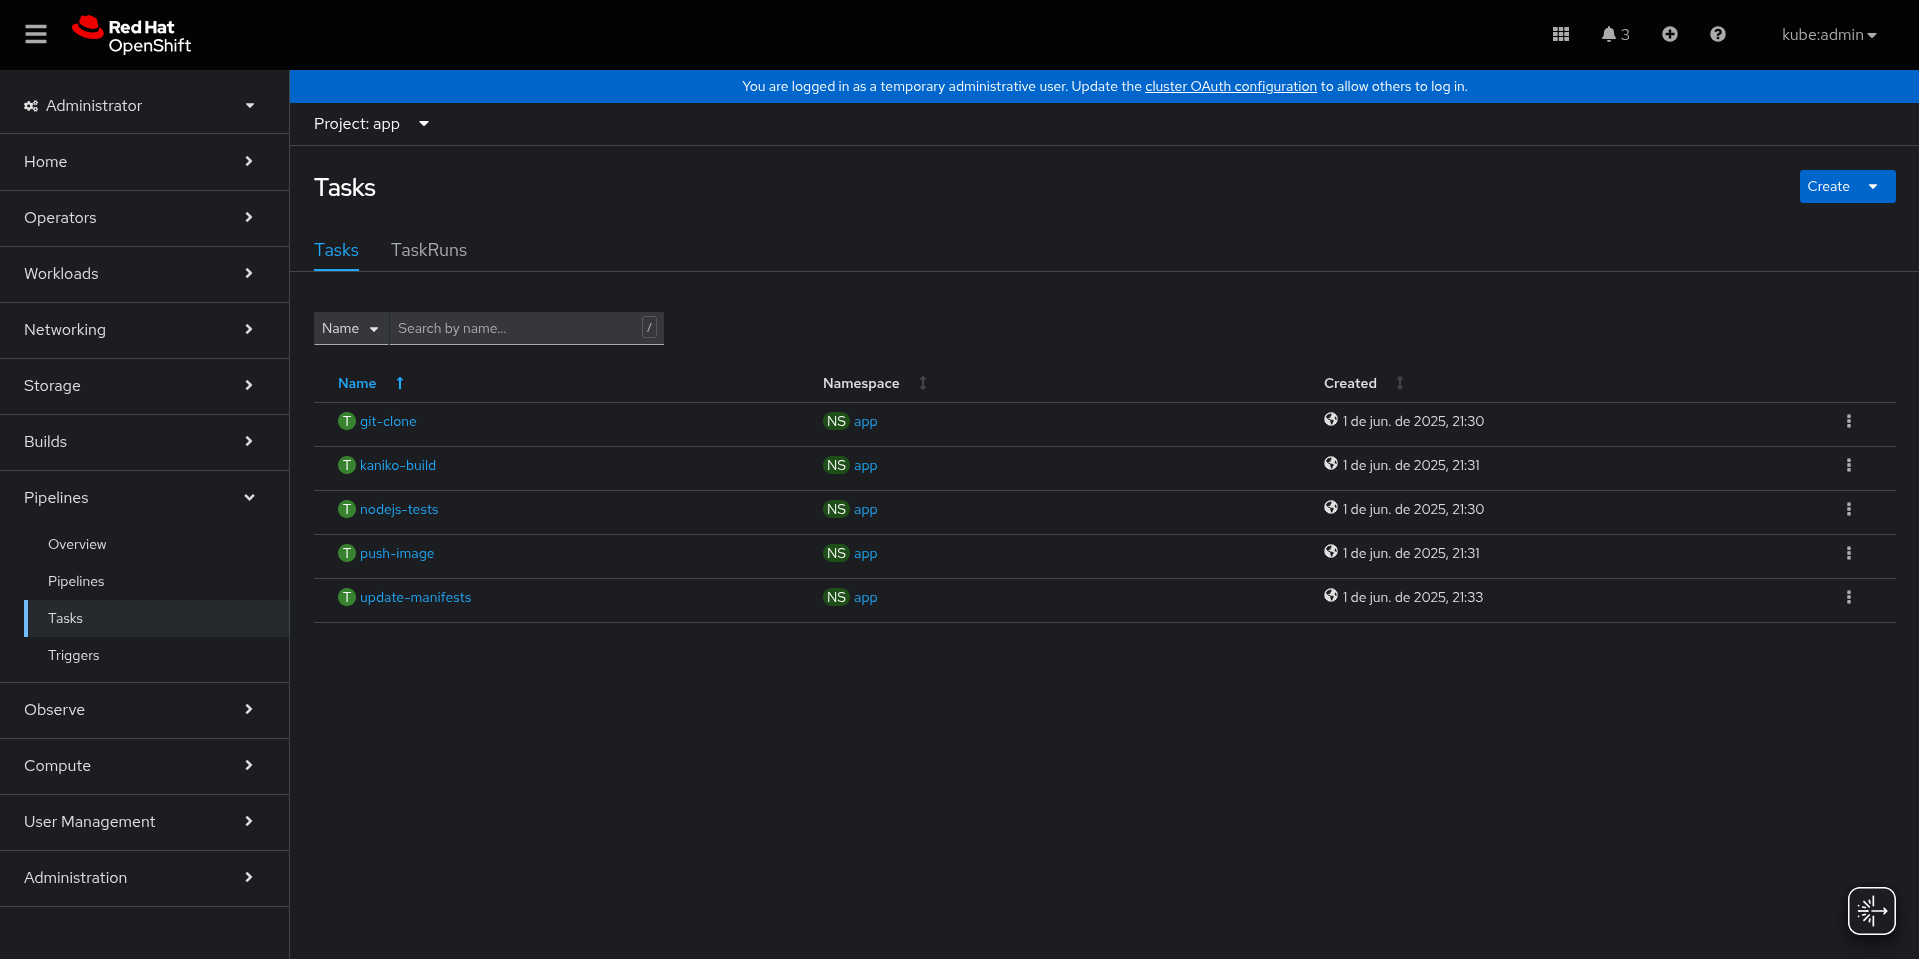 Red Hat
OpenShift
3
kube:admin
Administrator
Home
Operators
Workloads
Networking
Storage
Builds
Pipelines
Overview
Pipelines
Tasks
Triggers
Observe
Compute
User Management
Administration
You are logged in as a temporary administrative user. Update the cluster OAuth configuration to allow others to log in.
Project: app
Tasks
Create
Tasks TaskRuns
Name Search by name... /
Name Namespace Created
T git-clone NS app 1 de jun. de 2025, 21:30
T kaniko-build NS app 1 de jun. de 2025, 21:31
T nodejs-tests NS app 1 de jun. de 2025, 21:30
T push-image NS app 1 de jun. de 2025, 21:31
T update-manifests NS app 1 de jun. de 2025, 21:33